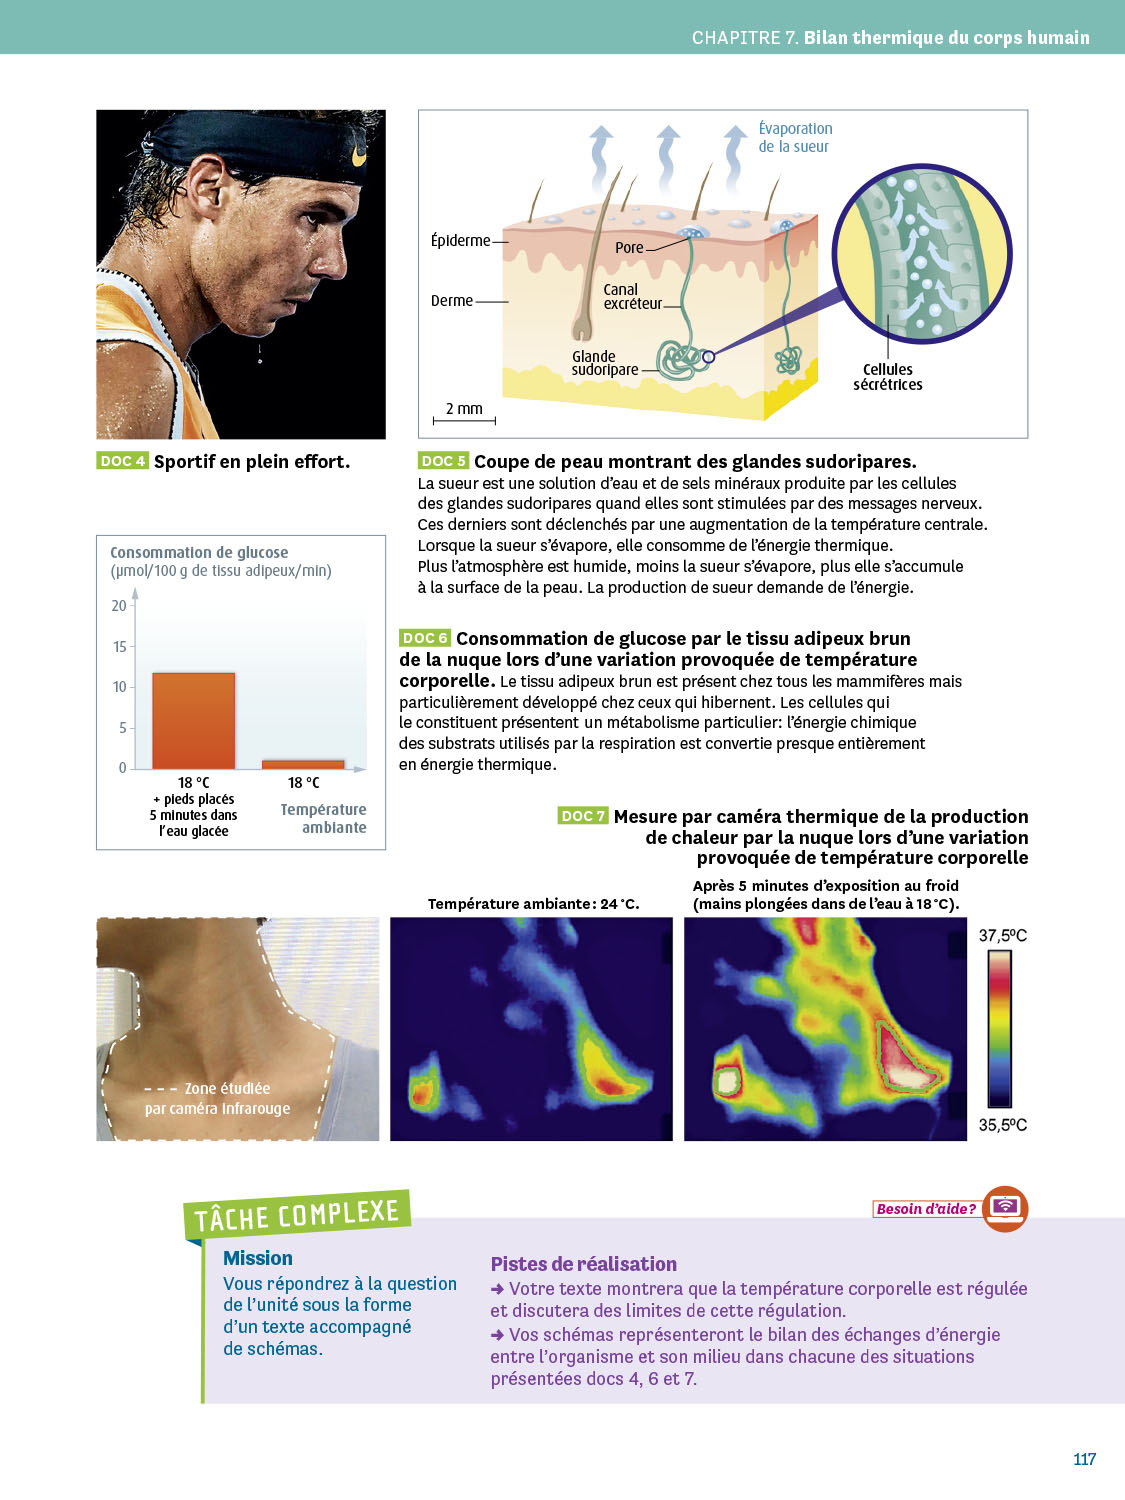 CHAPITRE 7. Bilan thermique du corps humain
Évaporation
de la sueur
Épiderme
Pore
Derme
Canal
excréteur
Glande
sudoripare
Cellules
sécrétrices
2 mm
DOC 4 Sportif en plein effort.
DOC 5 Coupe de peau montrant des glandes sudoripares.
La sueur est une solution d’eau et de sels minéraux produite par les cellules
des glandes sudoripares quand elles sont stimulées par des messages nerveux.
Ces derniers sont déclenchés par une augmentation de la température centrale.
Lorsque la sueur s’évapore, elle consomme de l’énergie thermique.
Plus l’atmosphère est humide, moins la sueur s’évapore, plus elle s’accumule
à la surface de la peau. La production de sueur demande de l’énergie.
Consommation de glucose
(µmol/100 g de tissu adipeux/min)
20
15
10
5
0
18 °C
+ pieds placés
5 minutes dans
l’eau glacée
18 °C
Température
ambiante
DOC 6 Consommation de glucose par le tissu adipeux brun
de la nuque lors d’une variation provoquée de température
corporelle. Le tissu adipeux brun est présent chez tous les mammifères mais
particulièrement développé chez ceux qui hibernent. Les cellules qui
le constituent présentent un métabolisme particulier : l’énergie chimique
des substrats utilisés par la respiration est convertie presque entièrement
en énergie thermique.
DOC 7 Mesure par caméra thermique de la production
de chaleur par la nuque lors d’une variation
provoquée de température corporelle
Température ambiante : 24 °C.
Après 5 minutes d’exposition au froid
(mains plongées dans de l’eau à 18 °C).
37,5°C
35,5°C
Zone étudiée
par caméra Infrarouge
TÂCHE COMPLEXE
Besoin d’aide ?
Mission
Vous répondrez à la question
de l’unité sous la forme
d’un texte accompagné
de schémas.
Pistes de réalisation
➜ Votre texte montrera que la température corporelle est régulée
et discutera des limites de cette régulation.
➜ Vos schémas représenteront le bilan des échanges d’énergie
entre l’organisme et son milieu dans chacune des situations
présentées docs 4, 6 et 7.
117